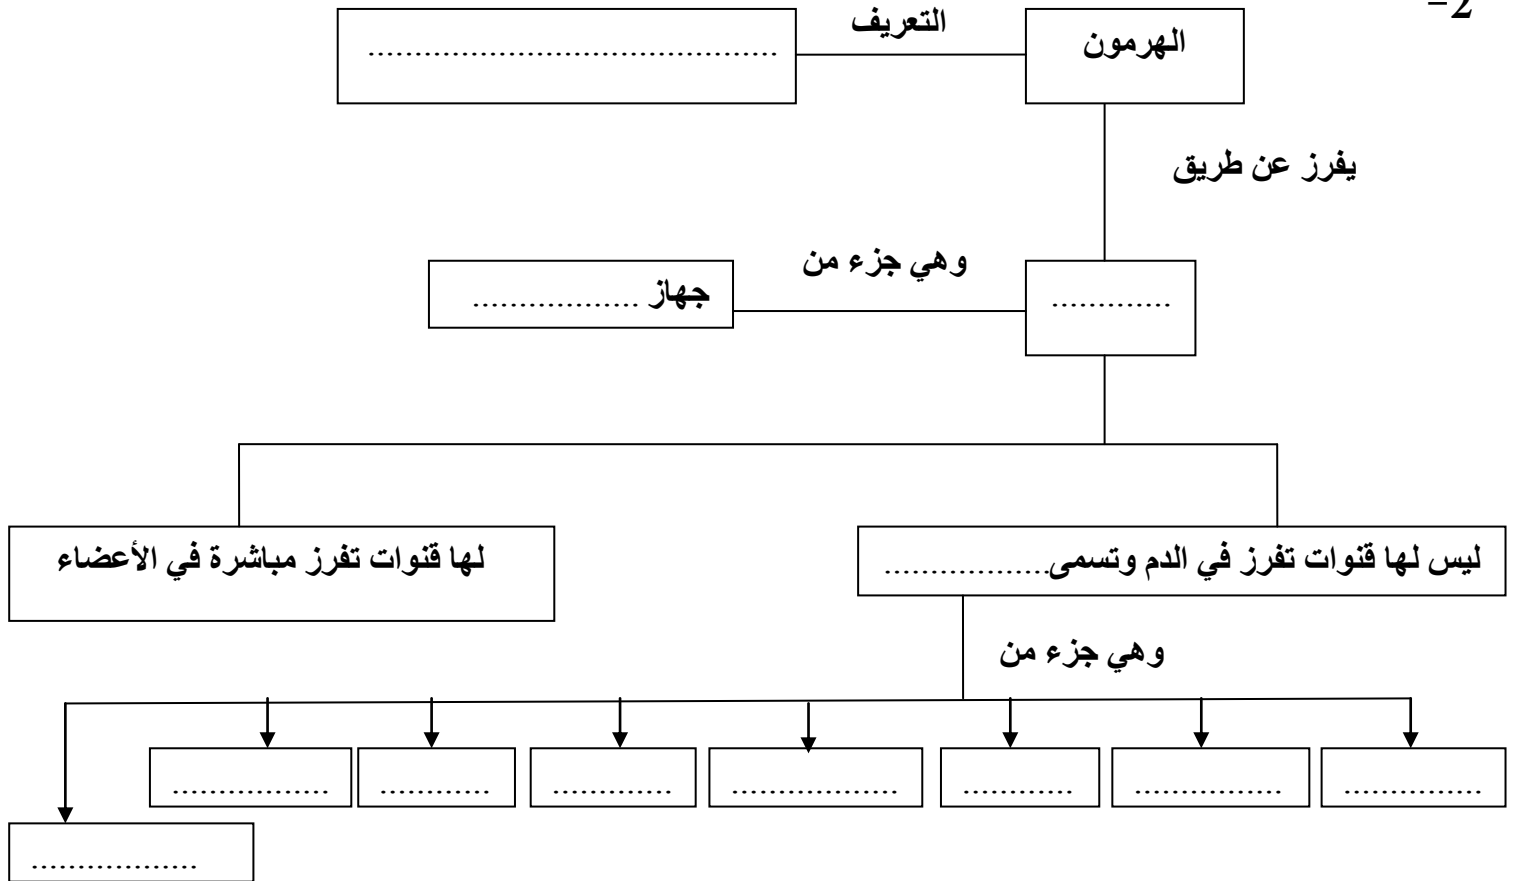 2-
الهرمون
التعريف
.............................................
يفرز عن طريق
.............
وهي جزء من
جهاز ..................
ليس لها قنوات تفرز في الدم وتسمى..................
لها قنوات تفرز مباشرة في الأعضاء
وهي جزء من
...............
................
............
..................
.............
............
.................
..................